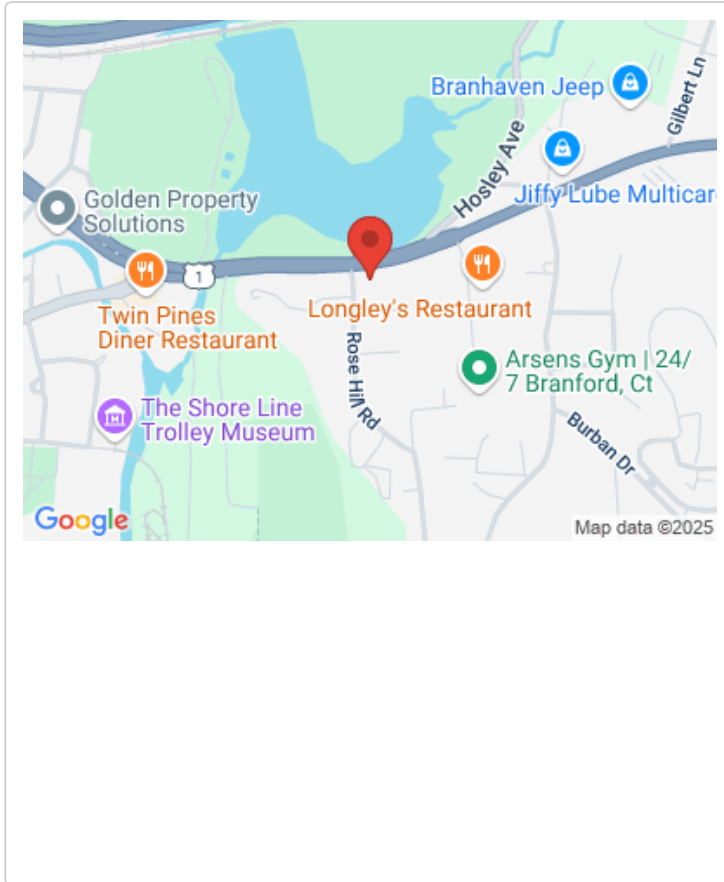 Branhaven Jeep
Gilbert Ln
Hosley Ave
Jiffy Lube Multicar
Golden Property
Solutions
1
Twin Pines
Diner Restaurant
Longley's Restaurant
Rose Hill Rd
Arsens Gym | 24/
7 Branford, Ct
The Shore Line
Trolley Museum
Burban Dr
Google
Map data ©2025